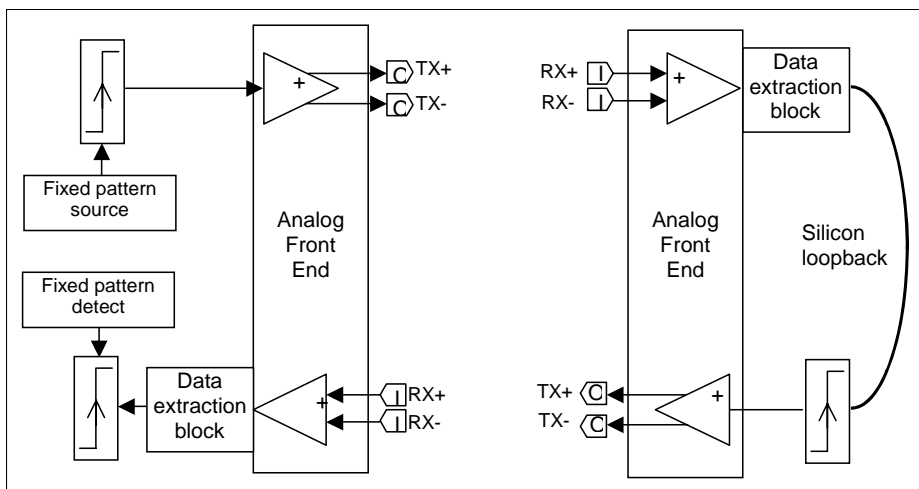 +
C TX+
C TX-
Fixed pattern
source
Analog
Front
End
Fixed pattern
detect
Data
extraction
block
+
I RX+
I RX-
RX+ I
RX- I
+
Data
extraction
block
Analog
Front
End
Silicon
loopback
TX+ C
TX- C
+